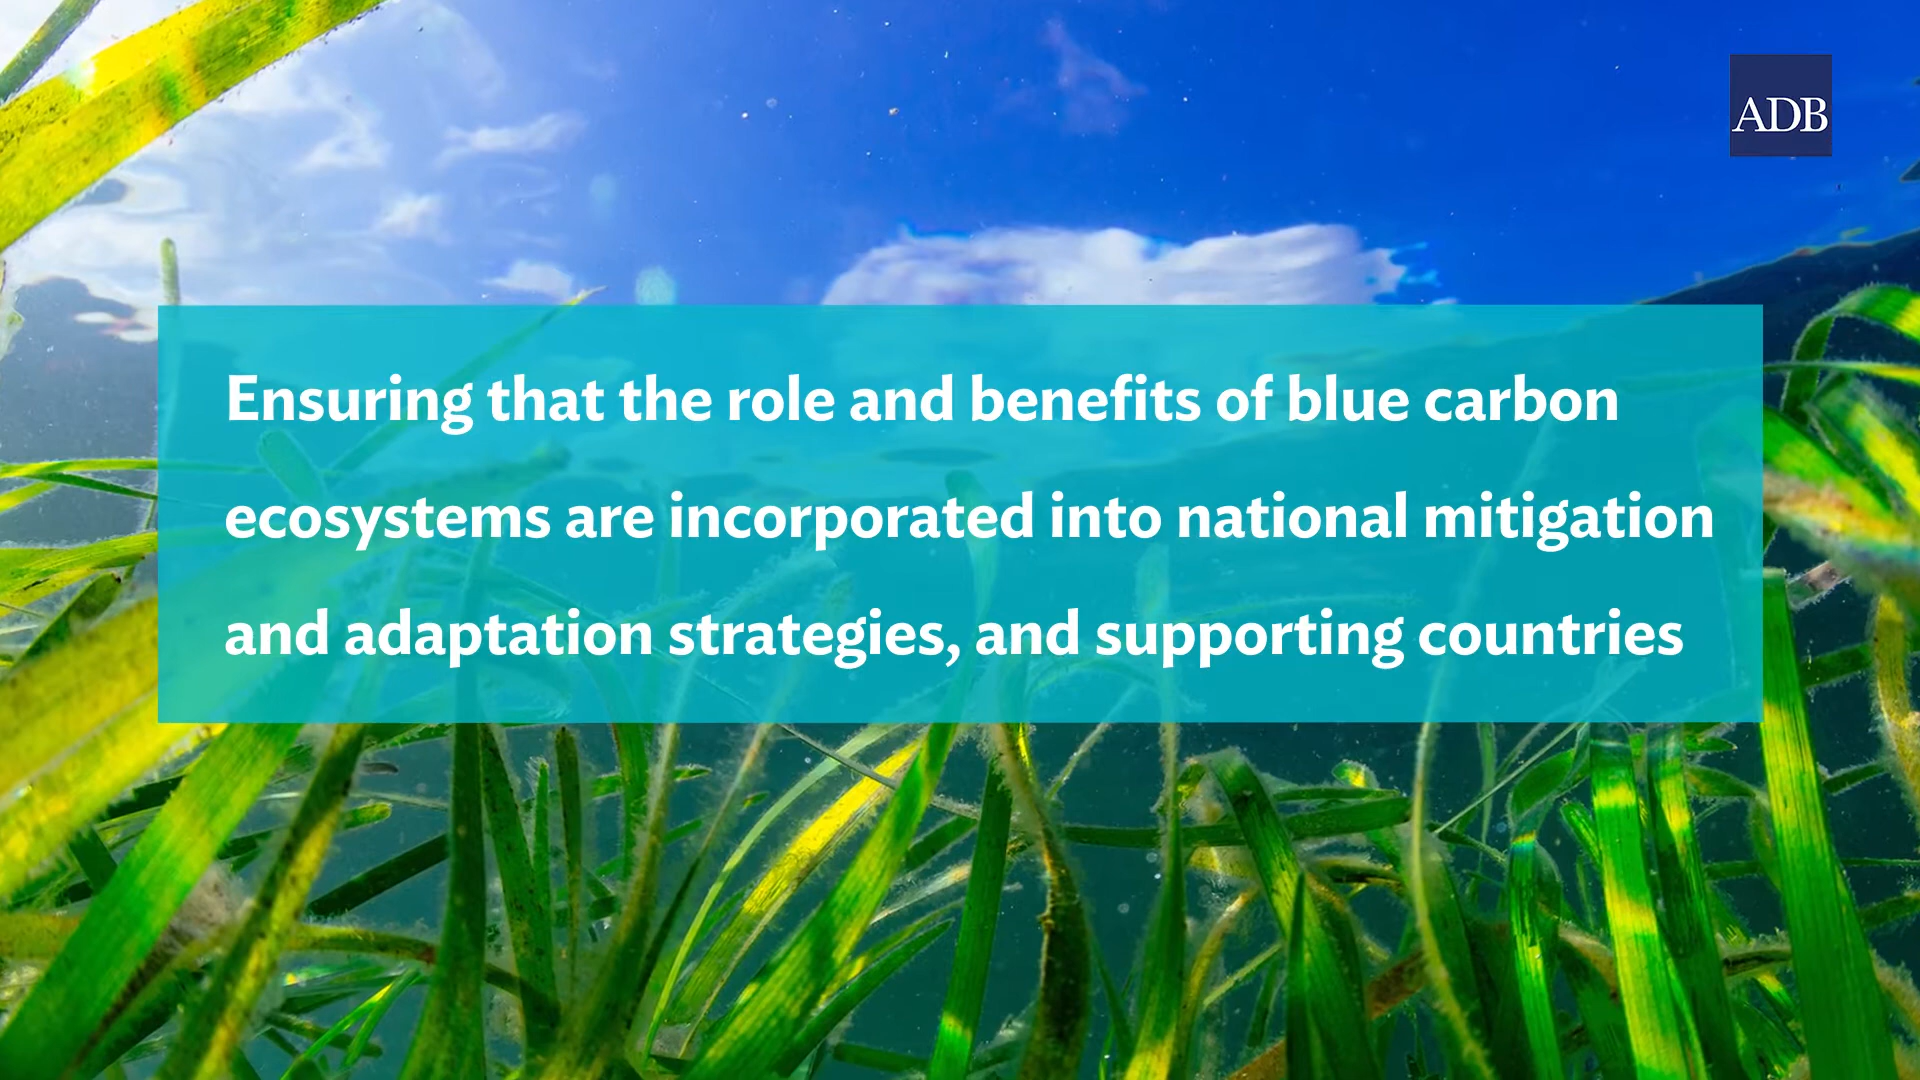 ADB
Ensuring that the role and benefits of blue carbon
ecosystems are incorporated into national mitigation
and adaptation strategies, and supporting countries